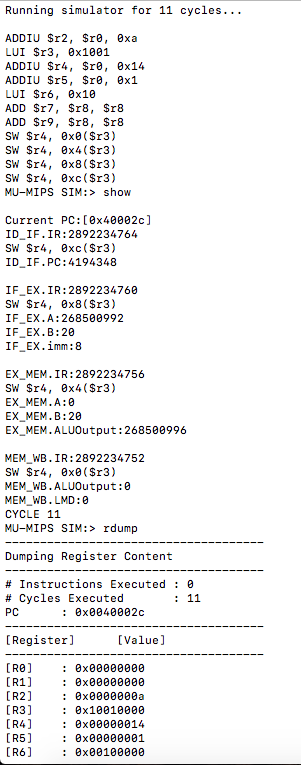 Running simulator for 11 cycles...
ADDIU $r2, $r0, 0xa
LUI $r3, 0x1001
ADDIU $r4, $r0, 0x14
ADDIU $r5, $r0, 0x1
LUI $r6, 0x10
ADD $r7, $r8, $r8
ADD $r9, $r8, $r8
SW $r4, 0x0($r3)
SW $r4, 0x4($r3)
SW $r4, 0x8($r3)
SW $r4, 0xc($r3)
MU-MIPS SIM:> show
Current PC:[0x40002c]
ID_IF.IR:2892234764
SW $r4, 0xc($r3)
ID_IF.PC:4194348
IF_EX.IR:2892234760
SW $r4, 0x8($r3)
IF_EX.A:268500992
IF_EX.B:20
IF_EX.imm:8
EX_MEM.IR:2892234756
SW $r4, 0x4($r3)
EX_MEM.A:0
EX_MEM.B:20
EX_MEM.ALUOutput:268500996
MEM_WB.IR:2892234752
SW $r4, 0x0($r3)
MEM_WB.ALUOutput:0
MEM_WB.LMD:0
CYCLE 11
MU-MIPS SIM:> rdump
-------------------------------------
Dumping Register Content
-------------------------------------
# Instructions Executed : 0
# Cycles Executed : 11
PC : 0x0040002c
-------------------------------------
[Register] [Value]
-------------------------------------
[R0] : 0x00000000
[R1] : 0x00000000
[R2] : 0x0000000a
[R3] : 0x10010000
[R4] : 0x00000014
[R5] : 0x00000001
[R6] : 0x00100000